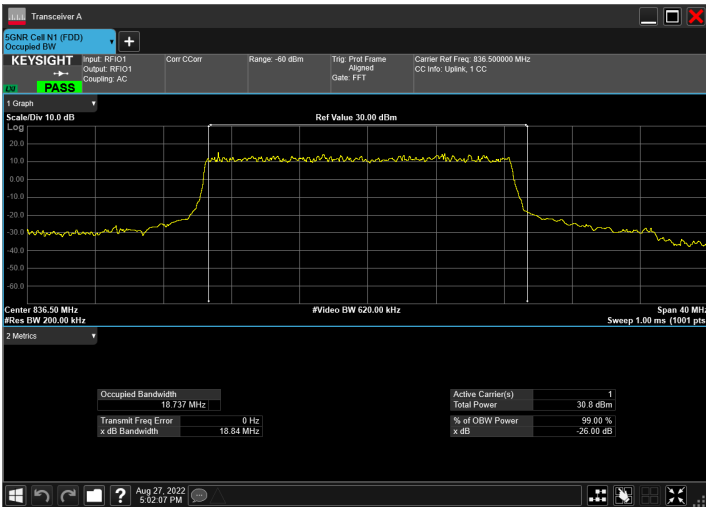 Transceiver A
5GNR Cell N1 (FDD)
Occupied BW
KEYSIGHT
LXI
PASS
Input: RFIO1
Output: RFIO1
Coupling: AC
Corr CCorr
Range: -60 dBm
Trig: Prot Frame
Aligned
Gate: FFT
Carrier Ref Freq: 836.500000 MHz
CC Info: Uplink, 1 CC
1 Graph
Scale/Div 10.0 dB
Ref Value 30.00 dBm
Log
20.0
10.0
0.00
-10.0
-20.0
-30.0
-40.0
-50.0
-60.0
Center 836.50 MHz
#Video BW 620.00 kHz
Span 40 MHz
#Res BW 200.00 kHz
Sweep 1.00 ms (1001 pts
2 Metrics
Occupied Bandwidth
18.737 MHz
Transmit Freq Error 0 Hz
x dB Bandwidth 18.84 MHz
Active Carrier(s) 1
Total Power 30.8 dBm
% of OBW Power 99.00 %
x dB -26.00 dB
?
Aug 27, 2022
5:02:07 PM